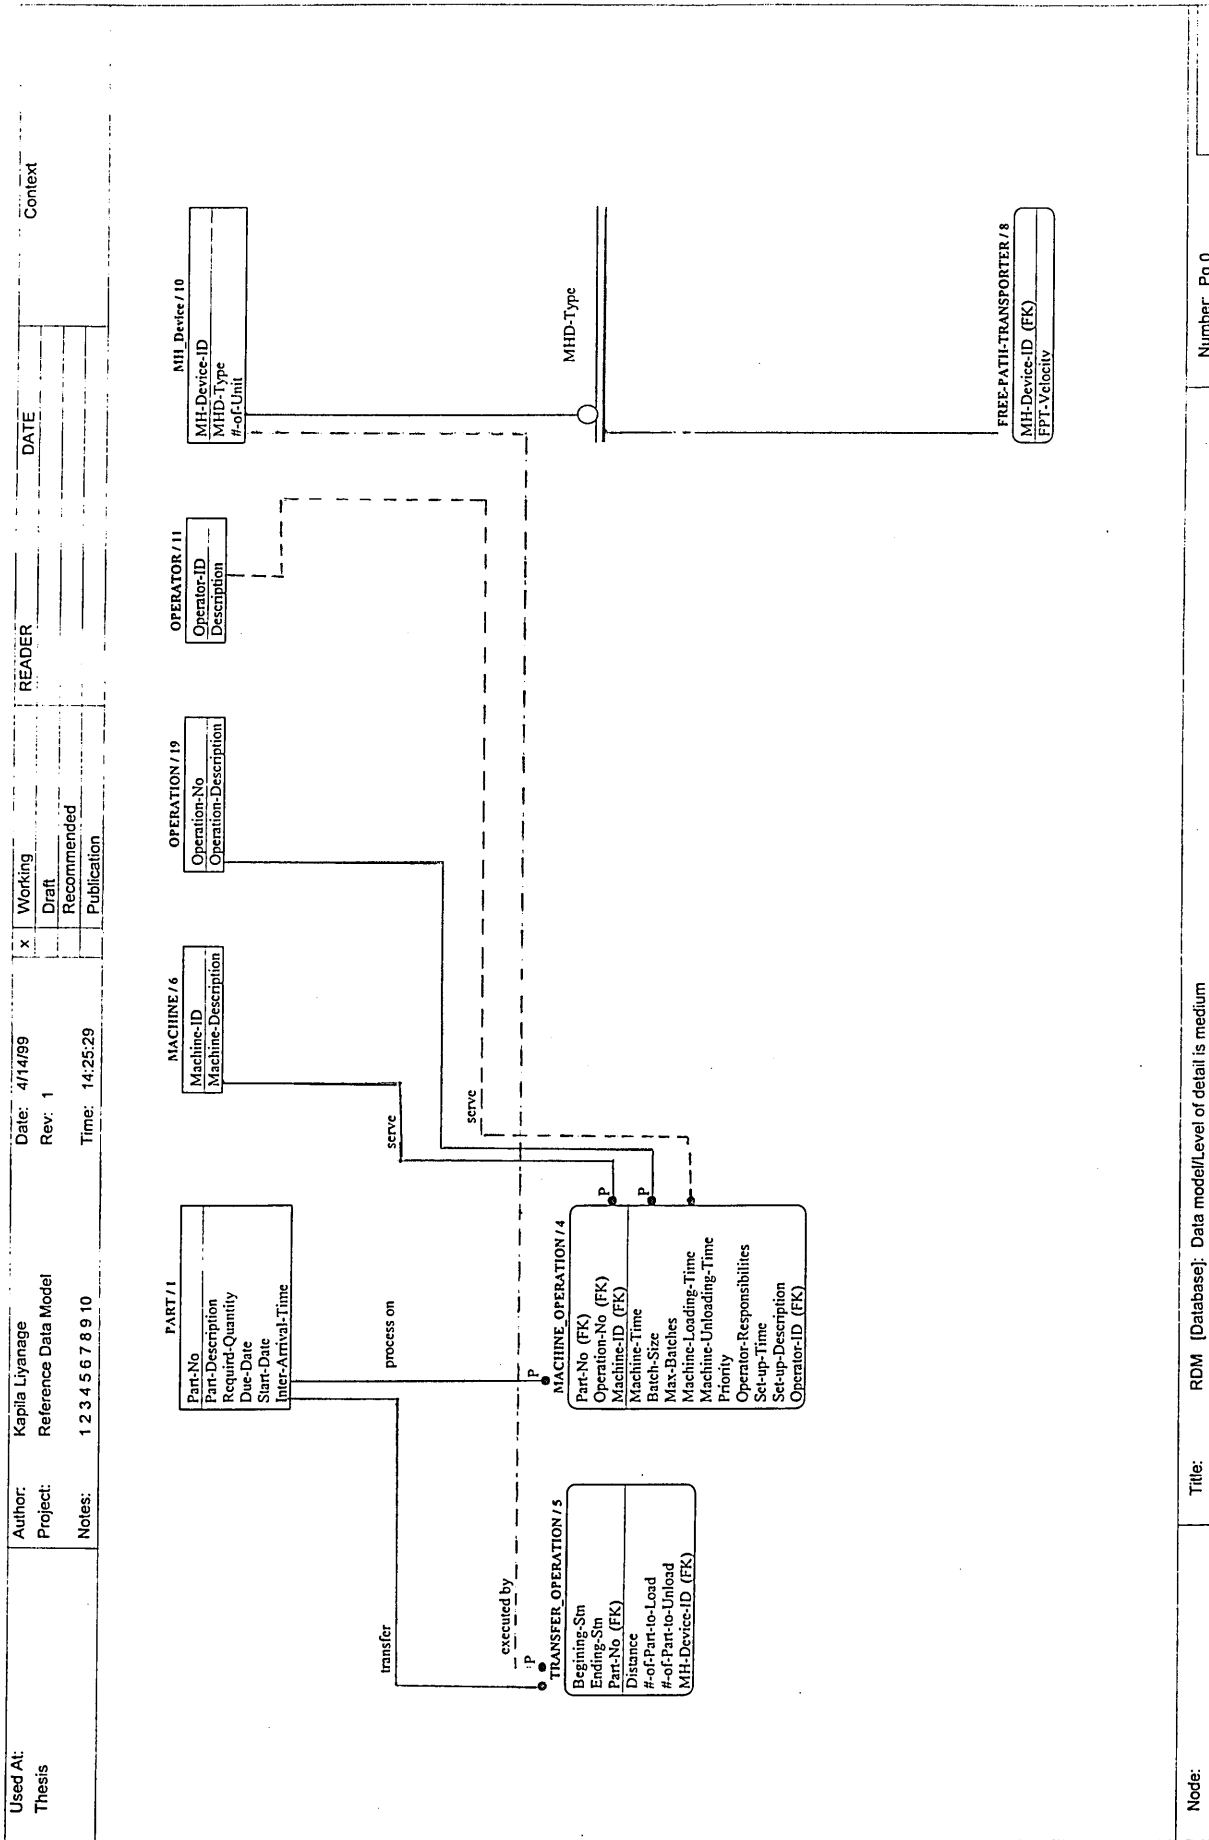 Used At:
Thesis
Author: Kapila Liyanage
Project: Reference Data Model
Notes: 1 2 3 4 5 6 7 8 9 10
Date: 4/14/99
Rev: 1
Time: 14:25:29
x Working
Draft
Recommended
Publication
READER DATE
Context
PART / 1
Part-No
Part-Description
Requird-Quantity
Due-Date
Start-Date
Inter-Arrival-Time
MACHINE / 6
Machine-ID
Machine-Description
OPERATION / 19
Operation-No
Operation-Description
OPERATOR / 11
Operator-ID
Description
MH_Device / 10
MH-Device-ID
MHD-Type
#-of-Unit
transfer
process on
serve
serve
executed by
P
P
P
P
MHD-Type
TRANSFER_OPERATION / 5
Begining-Stn
Ending-Stn
Part-No (FK)
Distance
#-of-Part-to-Load
#-of-Part-to-Unload
MH-Device-ID (FK)
MACHINE_OPERATION / 4
Part-No (FK)
Operation-No (FK)
Machine-ID (FK)
Machine-Time
Batch-Size
Max-Batches
Machine-Loading-Time
Machine-Unloading-Time
Priority
Operator-Responsibilites
Set-up-Time
Set-up-Description
Operator-ID (FK)
FREE-PATH-TRANSPORTER / 8
MH-Device-ID (FK)
FPT-Velocity
Node:
Title: RDM [Database]: Data model/Level of detail is medium
Number: Pg 0